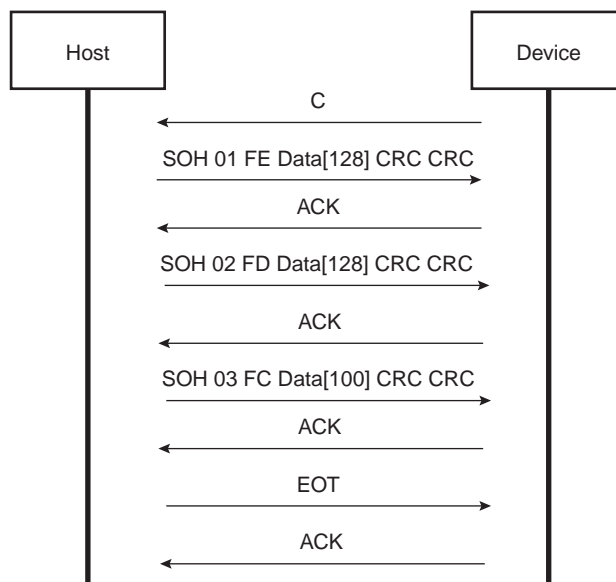 Host
Device
C
SOH 01 FE Data[128] CRC CRC
ACK
SOH 02 FD Data[128] CRC CRC
ACK
SOH 03 FC Data[100] CRC CRC
ACK
EOT
ACK